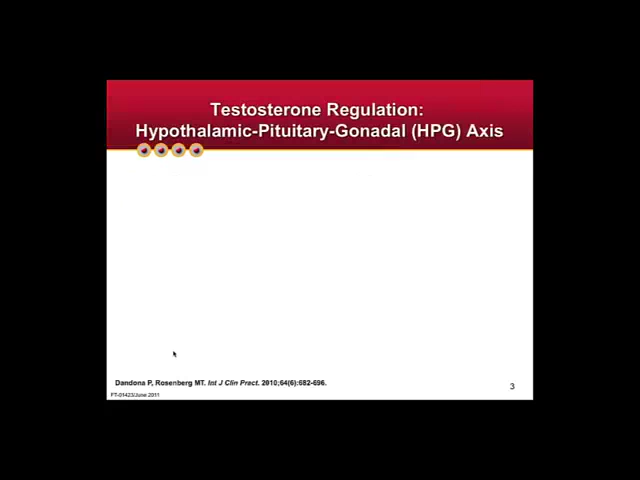 Testosterone Regulation:
Hypothalamic-Pituitary-Gonadal (HPG) Axis
Dandona P, Rosenberg MT. Int J Clin Pract. 2010;64(6):682-696.
3
FT-01423/June 2011